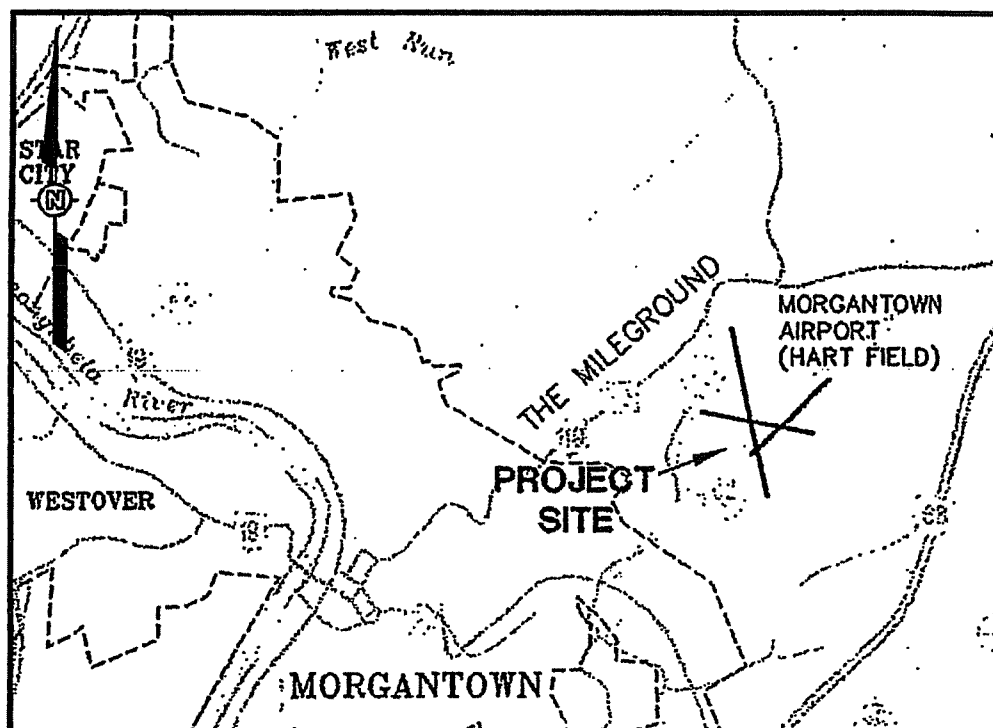 West Run
STAR
CITY
N
THE MILEGROUND
MORGANTOWN
AIRPORT
(HART FIELD)
River
PROJECT
SITE
WESTOVER
MORGANTOWN